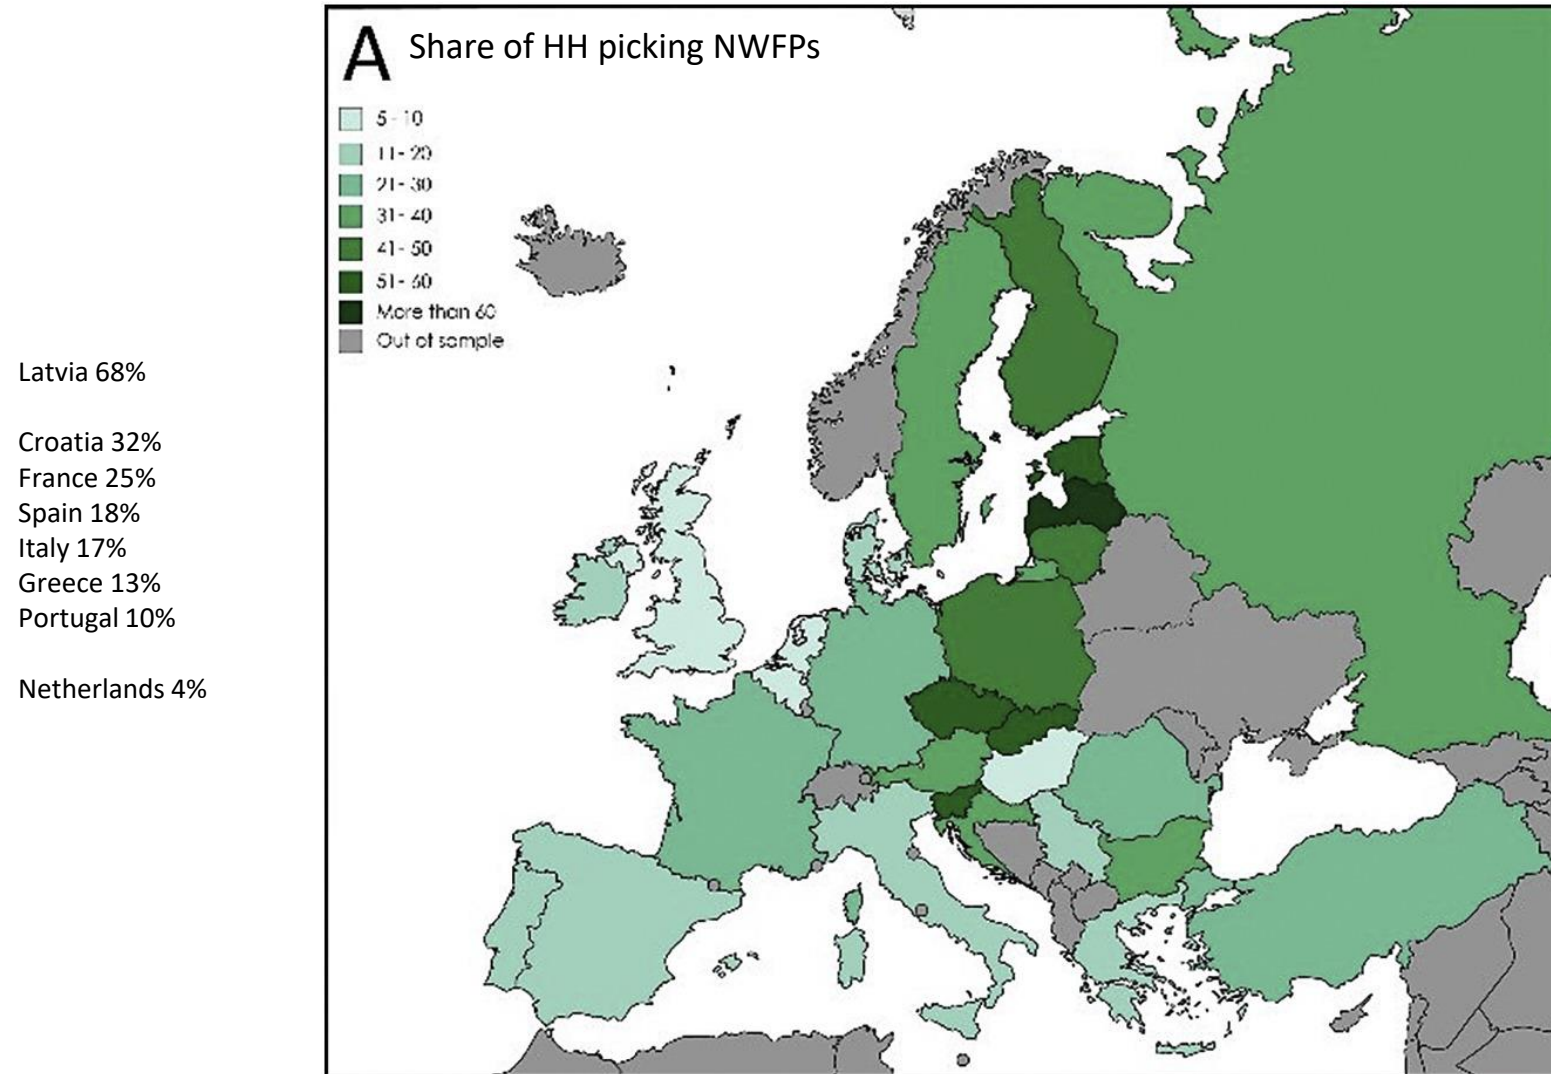 A Share of HH picking NWFPs
5 - 10
11 - 20
21 - 30
31 - 40
41 - 50
51 - 60
More than 60
Out of sample
Latvia 68%
Croatia 32%
France 25%
Spain 18%
Italy 17%
Greece 13%
Portugal 10%
Netherlands 4%